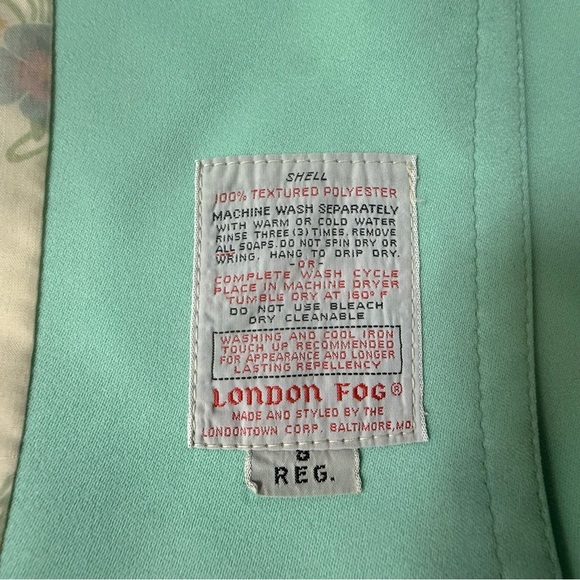 SHELL
100% TEXTURED POLYESTER
MACHINE WASH SEPARATELY
WITH WARM OR COLD WATER
RINSE THREE (3) TIMES. REMOVE
ALL SOAPS. DO NOT SPIN DRY OR
WRING. HANG TO DRIP DRY.
-OR-
COMPLETE WASH CYCLE
PLACE IN MACHINE DRYER
TUMBLE DRY AT 160° F
DO NOT USE BLEACH
DRY CLEANABLE
WASHING AND COOL IRON
TOUCH UP RECOMMENDED
FOR APPEARANCE AND LONGER
LASTING REPELLENCY
LONDON FOG®
MADE AND STYLED BY THE
LONDONTOWN CORP. BALTIMORE, MD.
REG.